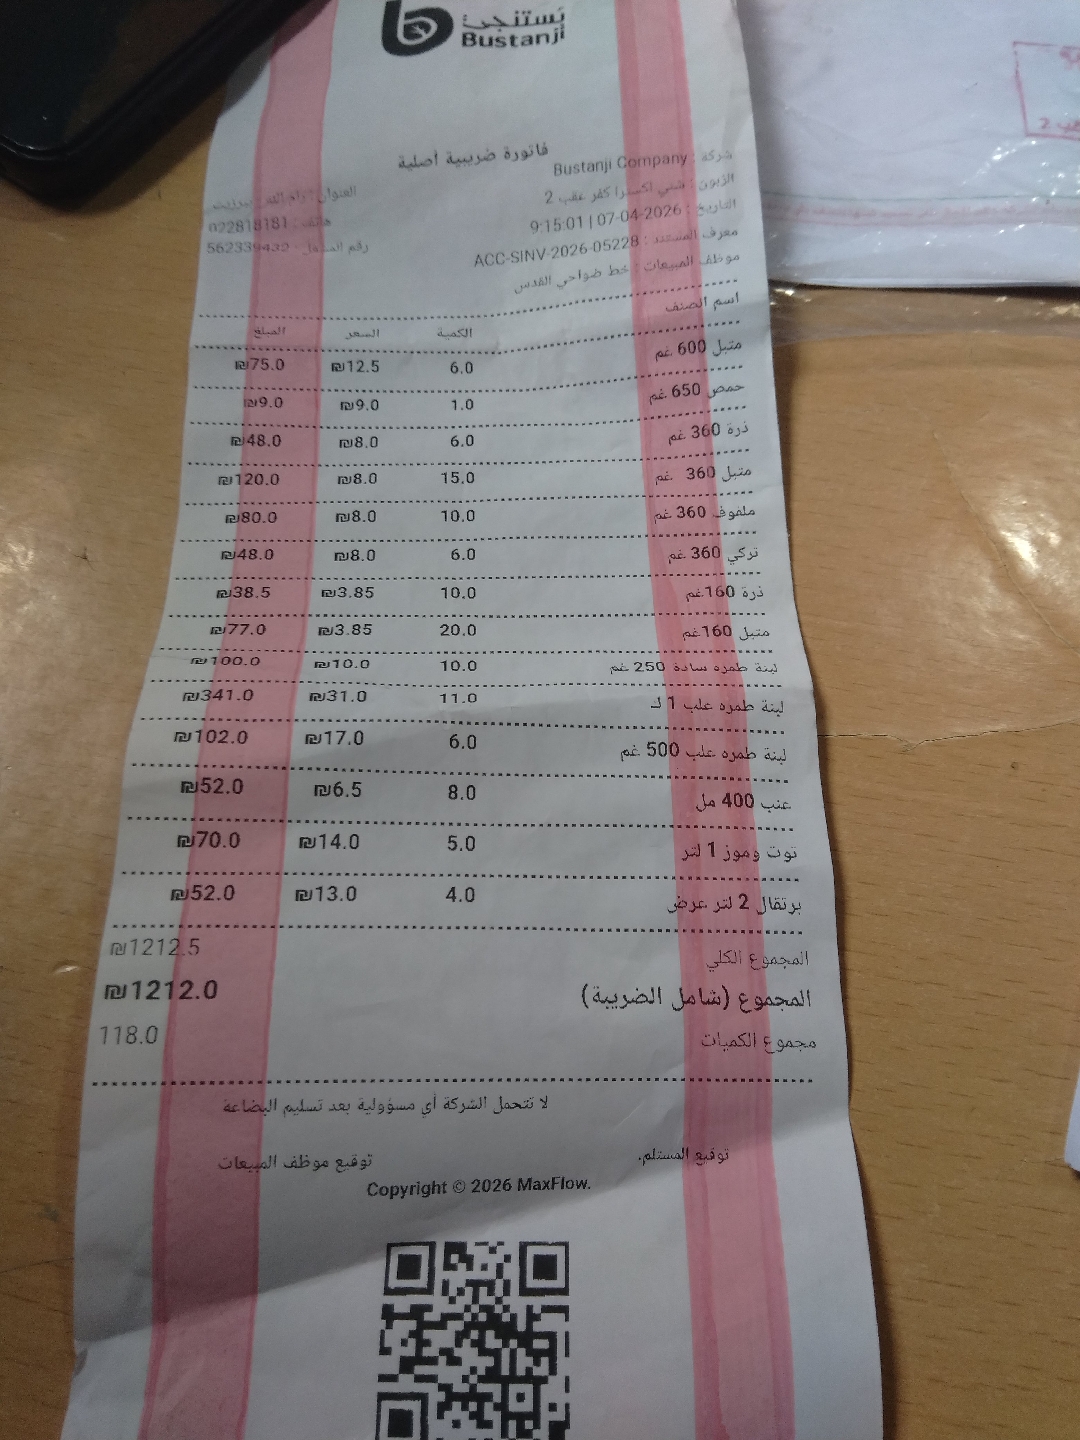 بستنجي
Bustanji
فاتورة ضريبية أصلية
شركة : Bustanji Company
الزبون : شني اكسترا كفر عقب 2
العنوان :
التاريخ : 07-04-2026 | 9:15:01
هاتف : 022818181
معرف المستند : ACC-SINV-2026-05228
رقم
موظف المبيعات : خط ضواحي القدس
اسم الصنف الكمية السعر المبلغ
متبل 600 غم 6.0 ₪12.5 ₪75.0
حمص 650 غم 1.0 ₪9.0 ₪9.0
ذرة 360 غم 6.0 ₪8.0 ₪48.0
متبل 360 غم 15.0 ₪8.0 ₪120.0
ملفوف 360 غم 10.0 ₪8.0 ₪80.0
تركي 360 غم 6.0 ₪8.0 ₪48.0
ذرة 160غم 10.0 ₪3.85 ₪38.5
متبل 160غم 20.0 ₪3.85 ₪77.0
لبنة طمره سادة 250 غم 10.0 ₪10.0 ₪100.0
لبنة طمره علب 1 ك 11.0 ₪31.0 ₪341.0
لبنة طمره علب 500 غم 6.0 ₪17.0 ₪102.0
عنب 400 مل 8.0 ₪6.5 ₪52.0
توت وموز 1 لتر 5.0 ₪14.0 ₪70.0
برتقال 2 لتر عرض 4.0 ₪13.0 ₪52.0
المجموع الكلي ₪1212.5
المجموع (شامل الضريبة) ₪1212.0
مجموع الكميات 118.0
لا تتحمل الشركة أي مسؤولية بعد تسليم البضاعة
توقيع المستلم. توقيع موظف المبيعات
Copyright © 2026 MaxFlow.